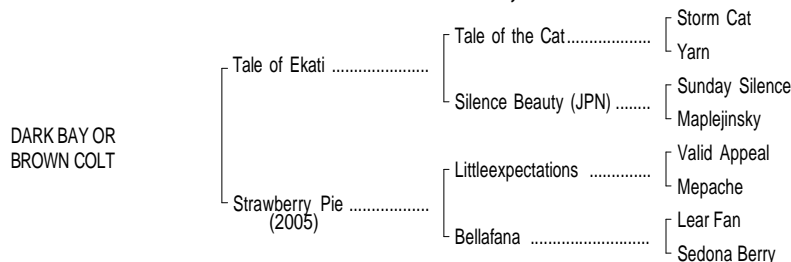 Storm Cat
Tale of the Cat...................
Yarn
Tale of Ekati ......................
Sunday Silence
Silence Beauty (JPN) ........
Maplejinsky
DARK BAY OR
BROWN COLT
Valid Appeal
Littleexpectations ..............
Mepache
Strawberry Pie ..................
(2005)
Lear Fan
Bellafana ...........................
Sedona Berry